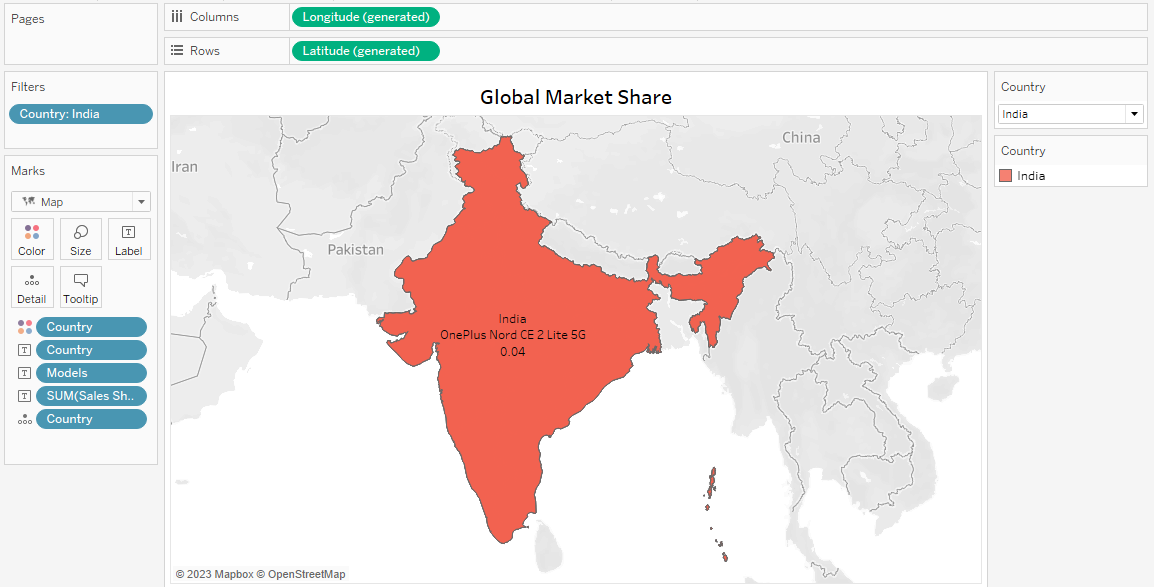 Pages
Columns
Longitude (generated)
Rows
Latitude (generated)
Filters
Country: India
Marks
Map
Color
Size
Label
Detail
Tooltip
Country
Country
Models
SUM(Sales Sh..
Country
Global Market Share
Iran
China
Pakistan
India
OnePlus Nord CE 2 Lite 5G
0.04
© 2023 Mapbox © OpenStreetMap
Country
India
Country
India